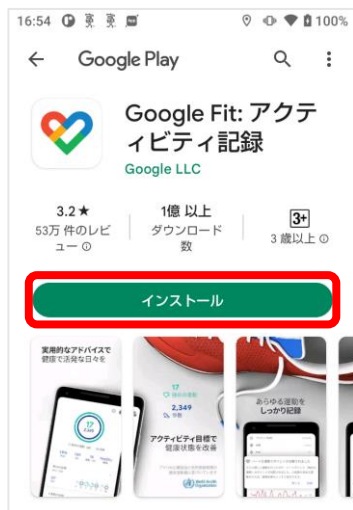 16:54
100%
Google Play
Google Fit: アクテ
ィビティ記録
Google LLC
3.2★
53万 件のレビ
ュー
1億 以上
ダウンロード
数
3+
3 歳以上
インストール
実用的なアドバイスで
健康で活発な日々を
17
2,349
アクティビティ目標で
健康状態を改善
World Health
Organization
あらゆる運動を
しっかり記録